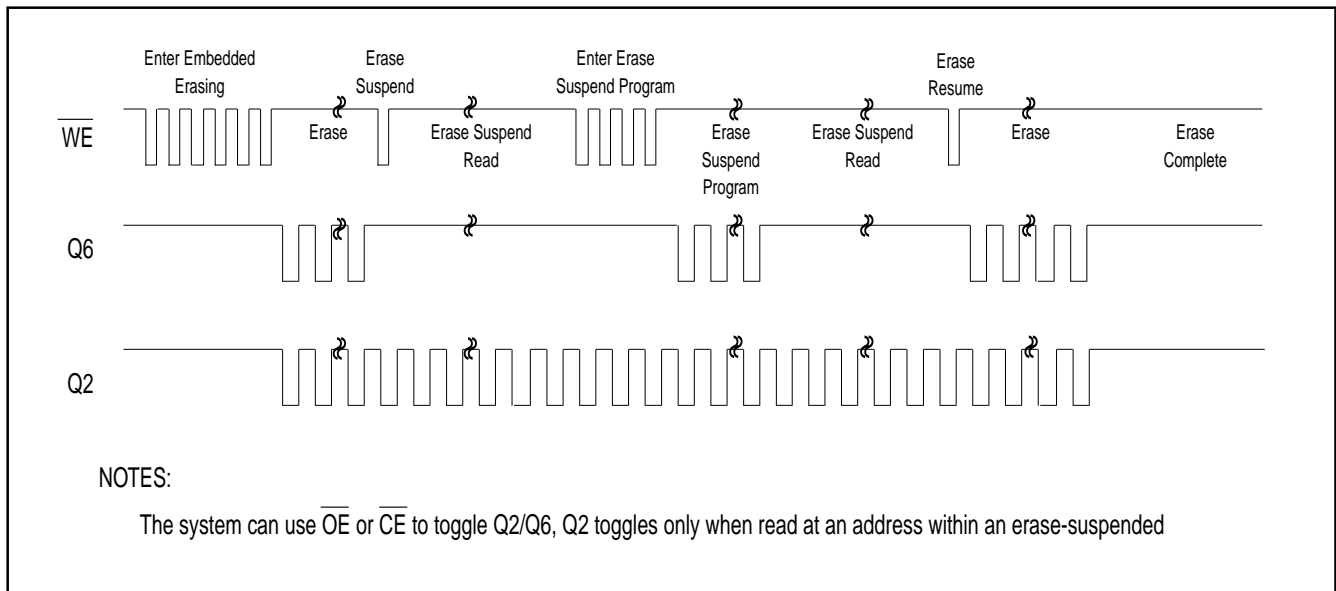 Enter Embedded
Erasing
Erase
Suspend
Enter Erase
Suspend Program
Erase
Resume
WE
Erase
Erase Suspend
Read
Erase
Suspend
Program
Erase Suspend
Read
Erase
Erase
Complete
Q6
Q2
NOTES:
The system can use OE or CE to toggle Q2/Q6, Q2 toggles only when read at an address within an erase-suspended